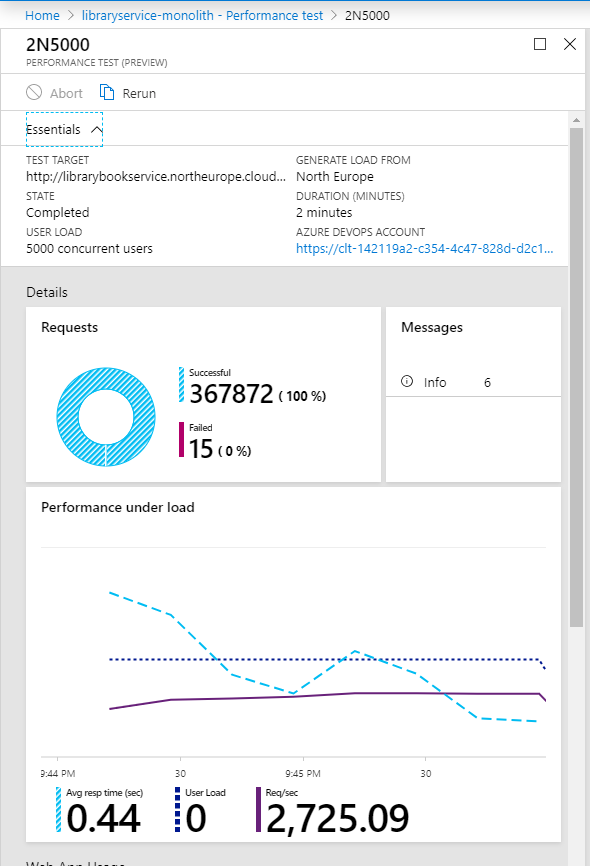 Home > libraryservice-monolith - Performance test > 2N5000
2N5000
PERFORMANCE TEST (PREVIEW)
Abort Rerun
Essentials
TEST TARGET
http://librarybookservice.northeurope.cloud...
GENERATE LOAD FROM
North Europe
STATE
Completed
DURATION (MINUTES)
2 minutes
USER LOAD
5000 concurrent users
AZURE DEVOPS ACCOUNT
https://clt-142119a2-c354-4c47-828d-d2c1...
Details
Requests
Successful
367872 ( 100 %)
Failed
15 ( 0 %)
Messages
Info 6
Performance under load
9:44 PM 30 9:45 PM 30
Avg resp time (sec)
0.44
User Load
0
Req/sec
2,725.09
Web App Usage